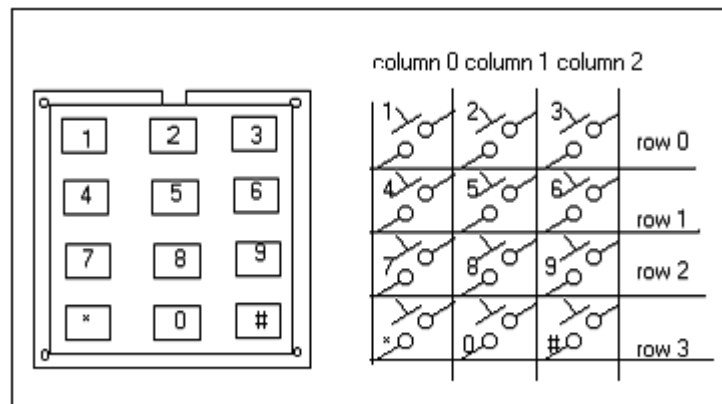 column 0 column 1 column 2
1 2 3
4 5 6
7 8 9
* 0 #
1 2 3 row 0
4 5 6 row 1
7 8 9 row 2
* 0 # row 3